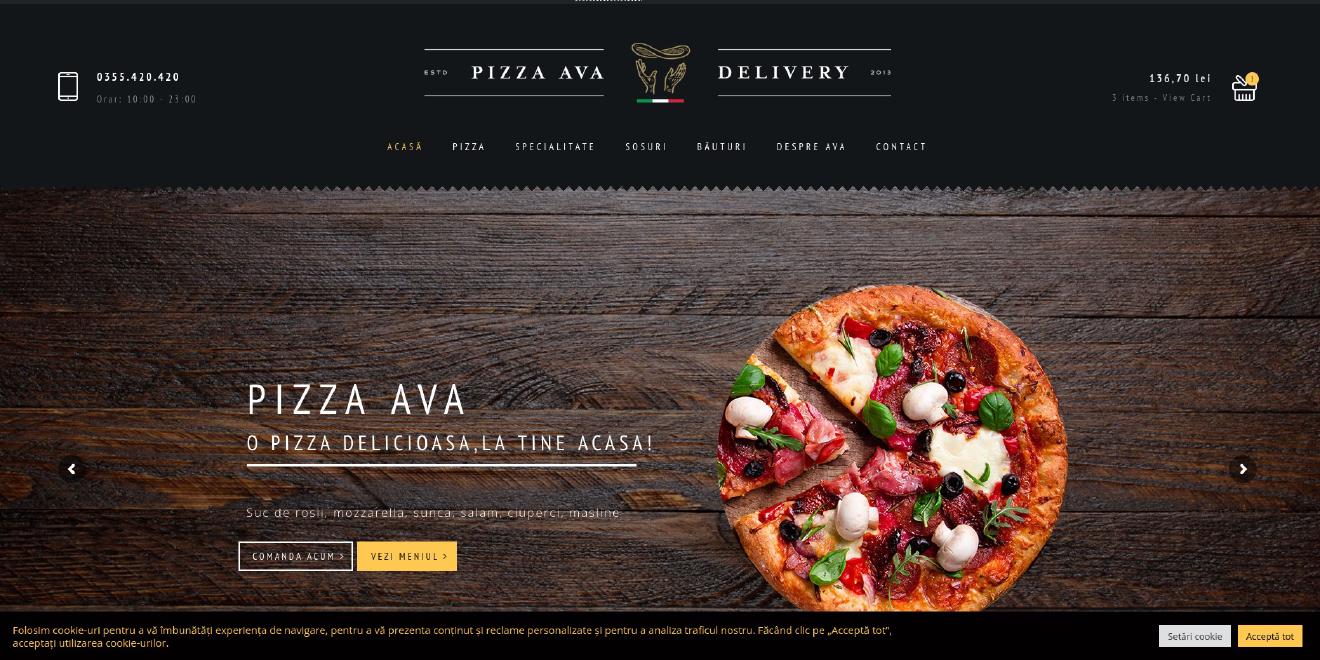 0355.420.420
Orar: 10:00 - 23:00
ESTD PIZZA AVA DELIVERY 2013
136,70 lei
3 items - View Cart
ACASĂ PIZZA SPECIALITATE SOSURI BĂUTURI DESPRE AVA CONTACT
PIZZA AVA
O PIZZA DELICIOASA,LA TINE ACASA!
Suc de rosii, mozzarella, sunca, salam, ciuperci, masline
COMANDA ACUM > VEZI MENIUL >
Folosim cookie-uri pentru a vă îmbunătăți experiența de navigare, pentru a vă prezenta conținut și reclame personalizate și pentru a analiza traficul nostru. Făcând clic pe „Acceptă tot”,
acceptați utilizarea cookie-urilor.
Setări cookie Acceptă tot